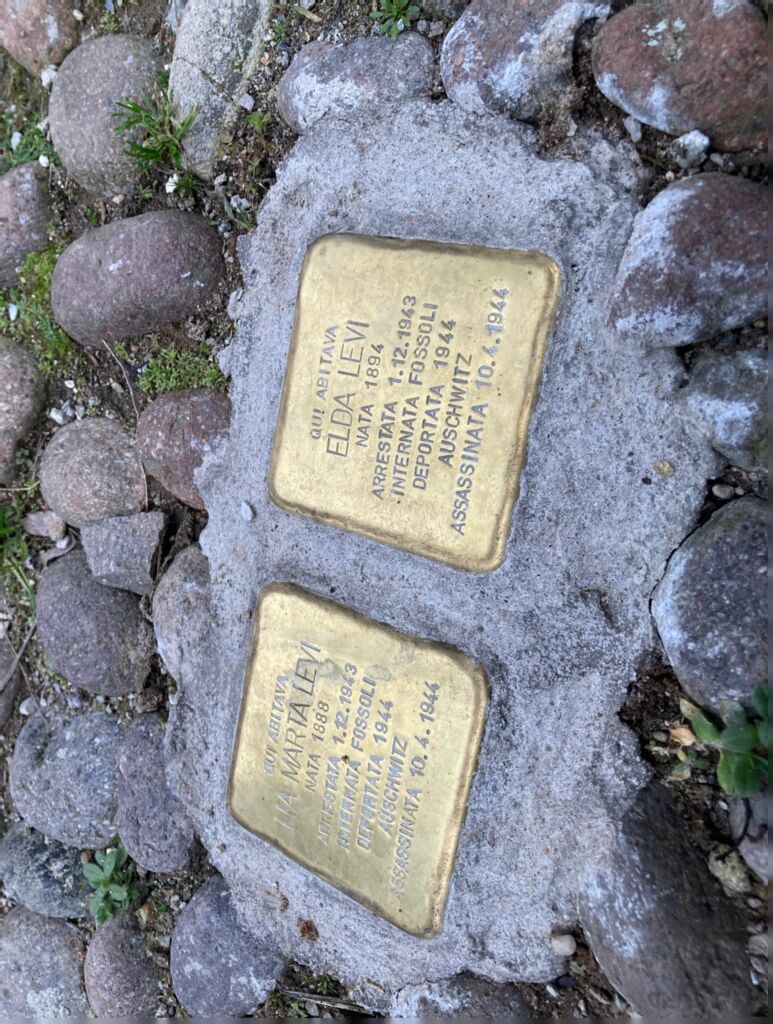 QUI ABITAVA
LIA MARTA LEVI
NATA 1888
ARRESTATA 1.12.1943
INTERNATA FOSSOLI
DEPORTATA 1944
AUSCHWITZ
ASSASSINATA 10.4.1944
QUI ABITAVA
ELDA LEVI
NATA 1894
ARRESTATA 1.12.1943
INTERNATA FOSSOLI
DEPORTATA 1944
AUSCHWITZ
ASSASSINATA 10.4.1944